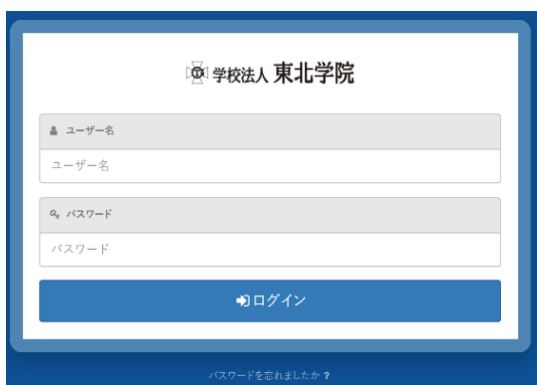 学校法人 東北学院
ユーザー名
ユーザー名
パスワード
パスワード
ログイン
パスワードを忘れましたか ?